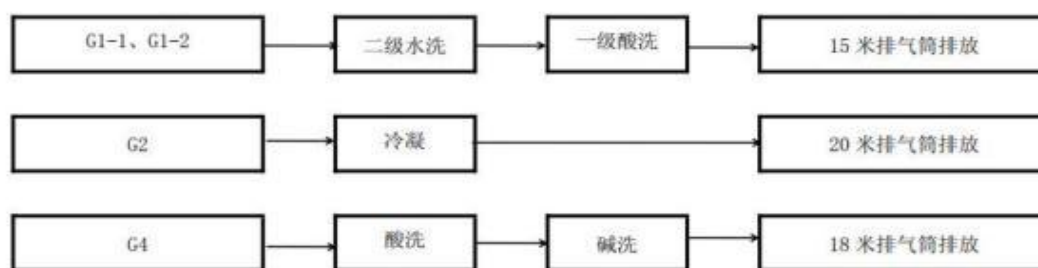 G1-1、G1-2
二级水洗
一级酸洗
15 米排气筒排放
G2
冷凝
20 米排气筒排放
G4
酸洗
碱洗
18 米排气筒排放